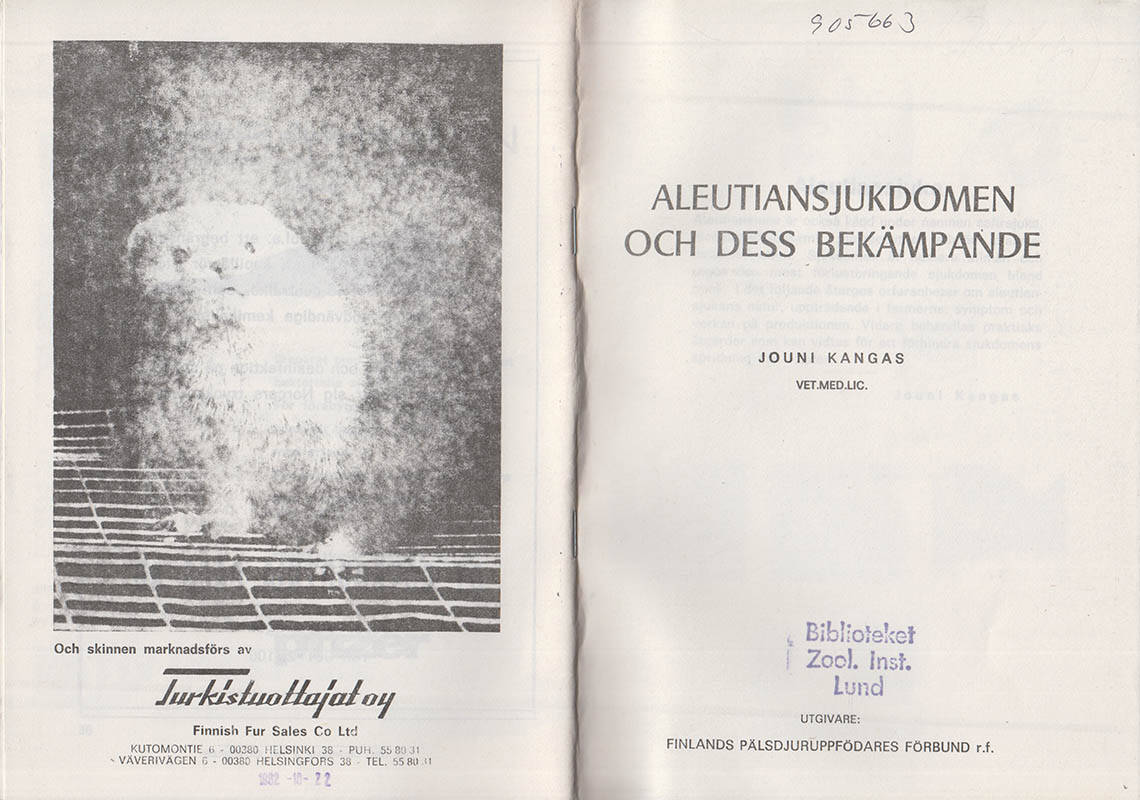 Och skinnen marknadsförs av
Turkistuottajat oy
Finnish Fur Sales Co Ltd
KUTOMONTIE 6 - 00380 HELSINKI 38 - PUH. 55 80 31
VÄVERIVÄGEN 6 - 00380 HELSINGFORS 38 - TEL. 55 80 31
1982 -10- 22
905663
ALEUTIANSJUKDOMEN
OCH DESS BEKÄMPANDE
JOUNI KANGAS
VET.MED.LIC.
Biblioteket
Zool. Inst.
Lund
UTGIVARE:
FINLANDS PÄLSDJURUPPFÖDARES FÖRBUND r.f.